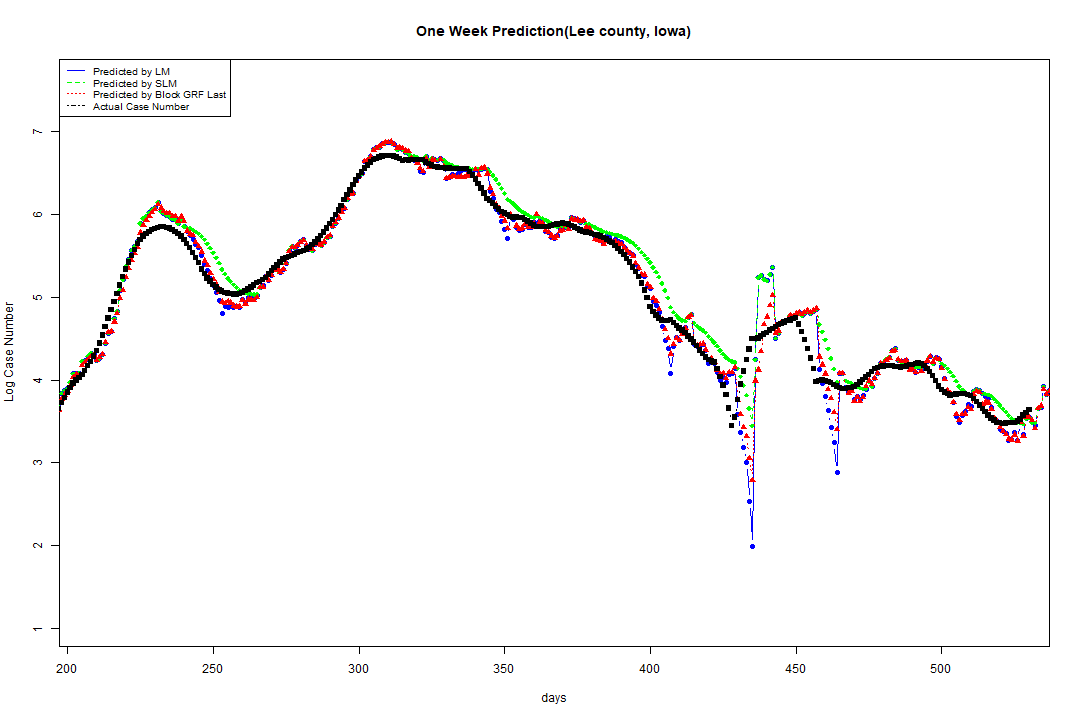 One Week Prediction(Lee county, Iowa)
Predicted by LM
Predicted by SLM
Predicted by Block GRF Last
Actual Case Number
7
6
5
4
3
2
1
Log Case Number
200 250 300 350 400 450 500
days